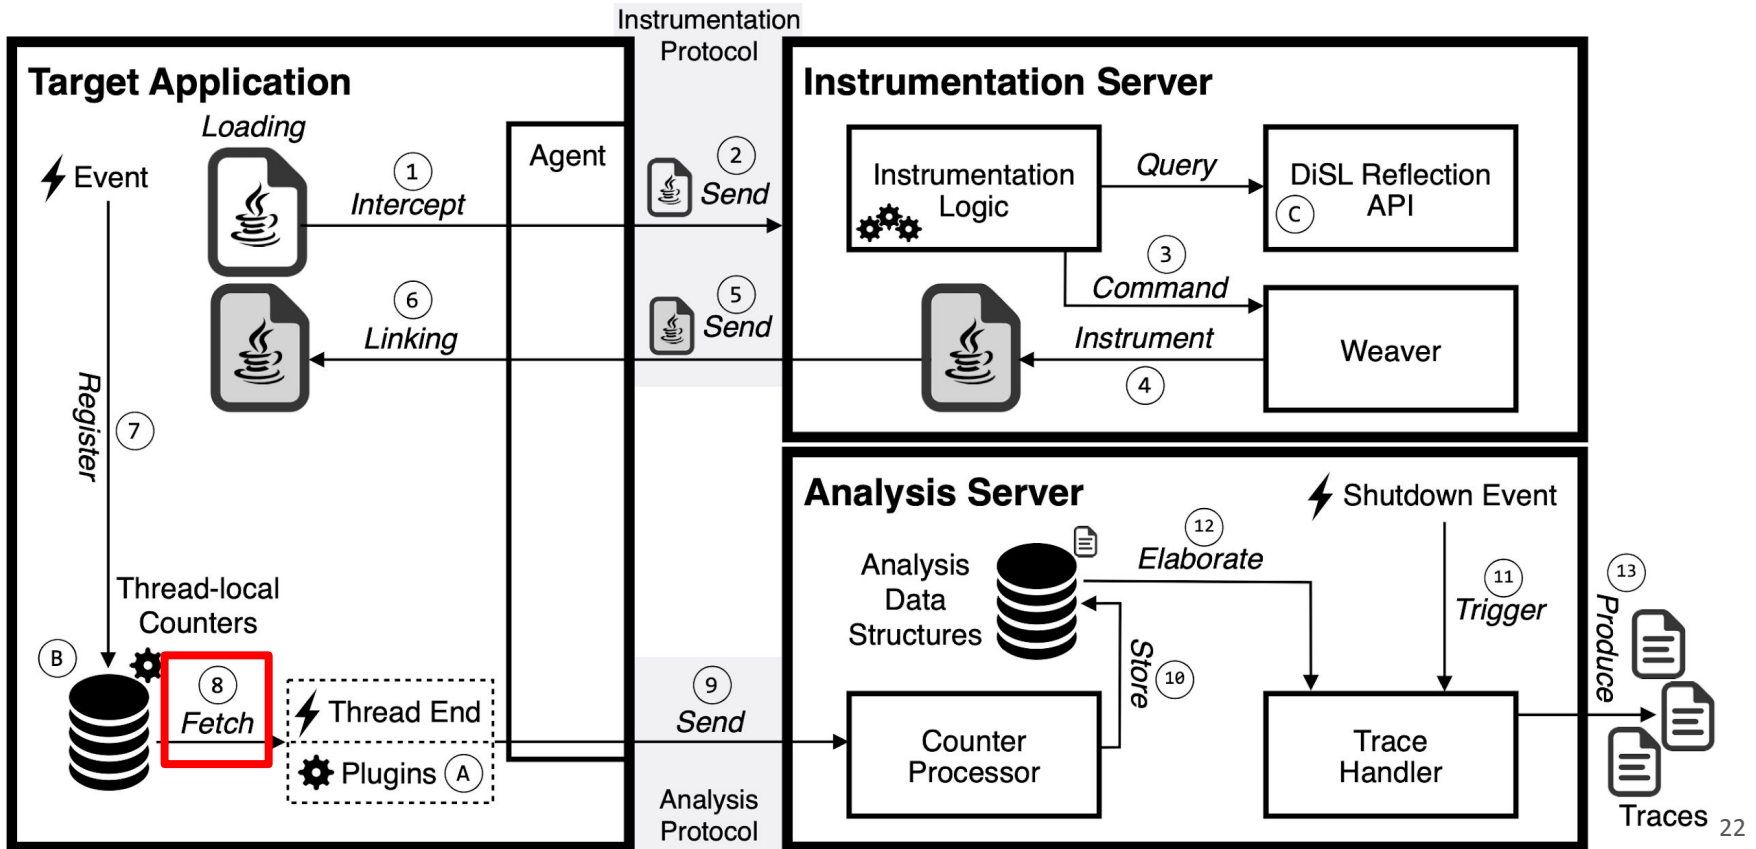 Instrumentation
Protocol
Target Application
Loading
Event
1
Intercept
Agent
2
Send
6
Linking
5
Send
Register
7
Thread-local
Counters
B
8
Fetch
Thread End
Plugins A
9
Send
Analysis
Protocol
Instrumentation Server
Instrumentation
Logic
Query
DiSL Reflection
API
C
3
Command
Instrument
4
Weaver
Analysis Server
Shutdown Event
Analysis
Data
Structures
12
Elaborate
11
Trigger
Store
10
Counter
Processor
Trace
Handler
13
Produce
Traces
22